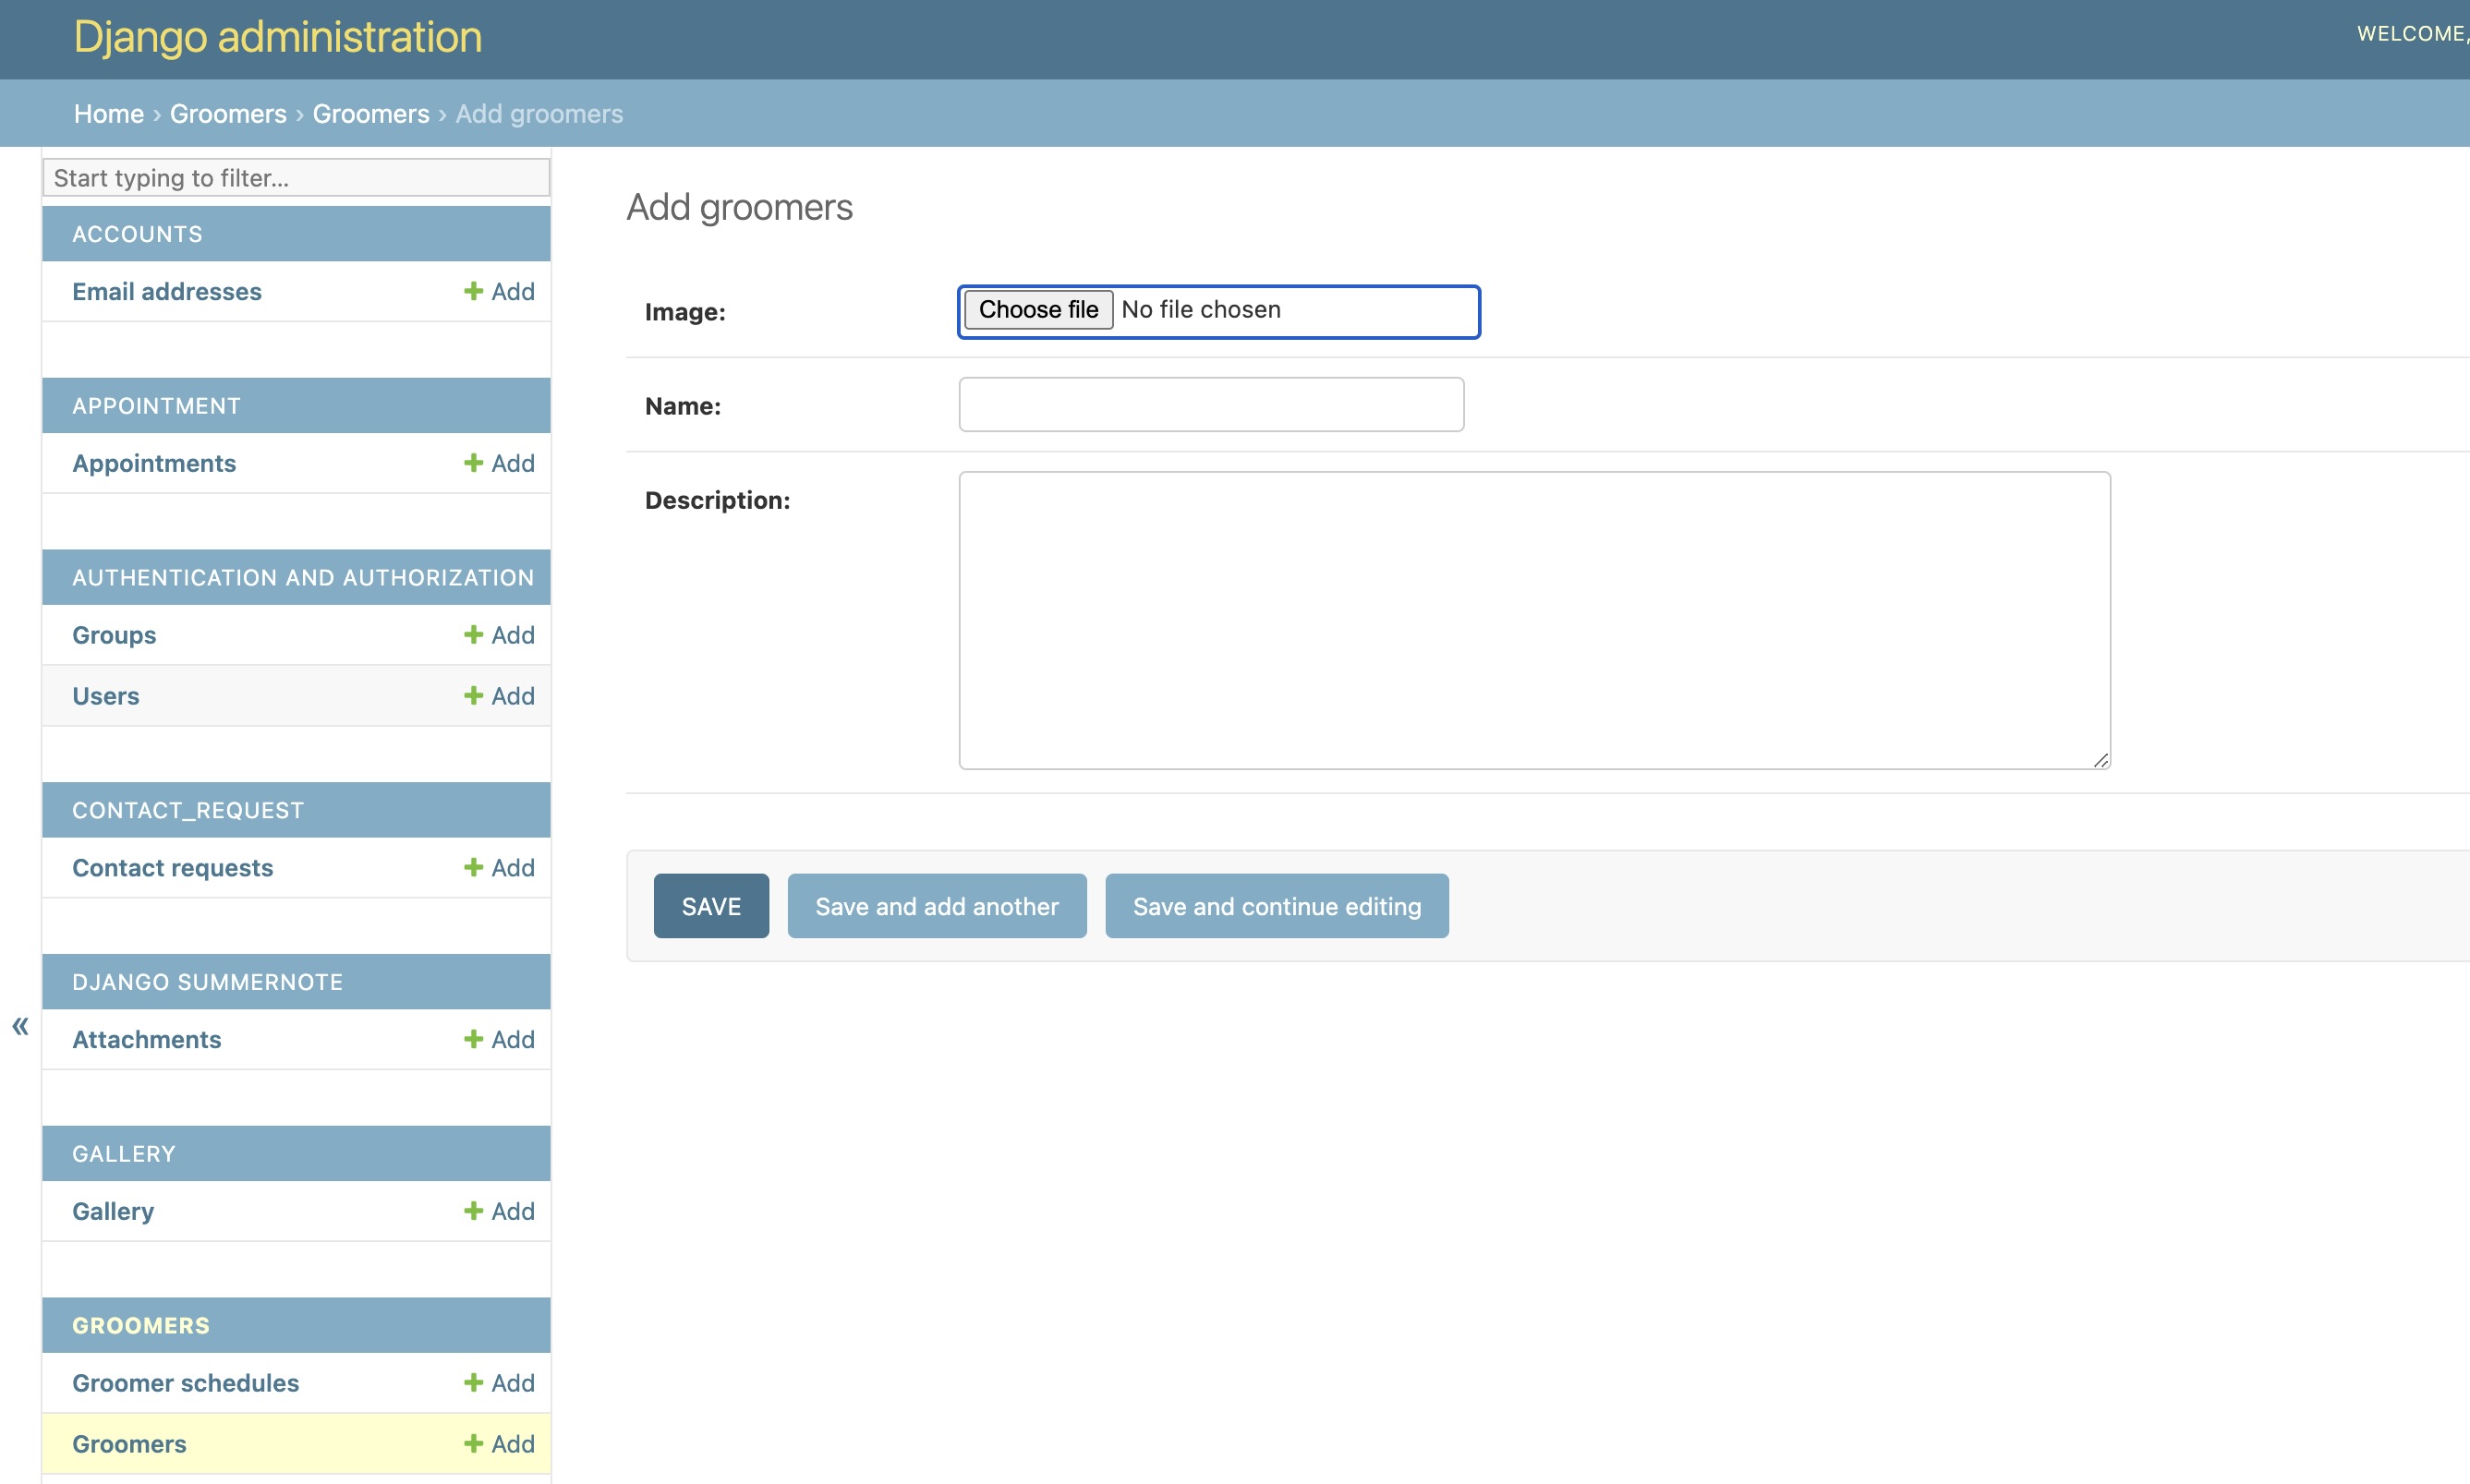 Django administration
WELCOME,
Home › Groomers › Groomers › Add groomers
Start typing to filter...
ACCOUNTS
Email addresses + Add
APPOINTMENT
Appointments + Add
AUTHENTICATION AND AUTHORIZATION
Groups + Add
Users + Add
CONTACT_REQUEST
Contact requests + Add
DJANGO SUMMERNOTE
Attachments + Add
GALLERY
Gallery + Add
GROOMERS
Groomer schedules + Add
Groomers + Add
«
Add groomers
Image: Choose file No file chosen
Name:
Description:
SAVE Save and add another Save and continue editing